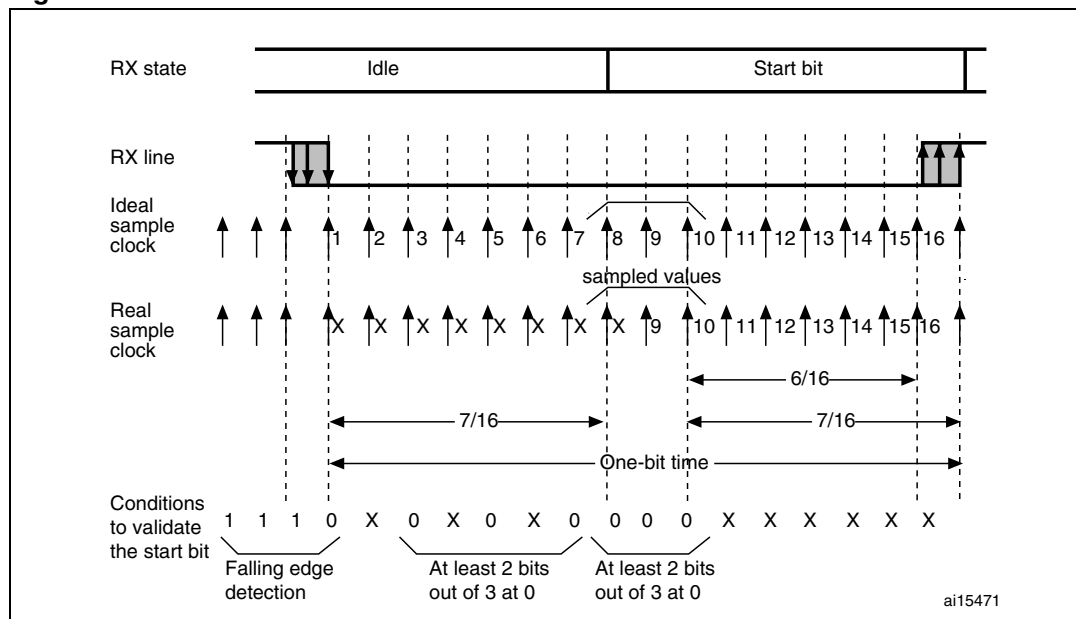 RX state
Idle
Start bit
RX line
Ideal
sample
clock
1 2 3 4 5 6 7 8 9 10 11 12 13 14 15 16
sampled values
Real
sample
clock
X X X X X X X X 9 10 11 12 13 14 15 16
6/16
7/16
7/16
One-bit time
Conditions
to validate
the start bit
1 1 1 0 X 0 X 0 X 0 0 0 0 X X X X X X
Falling edge
detection
At least 2 bits
out of 3 at 0
At least 2 bits
out of 3 at 0
ai15471